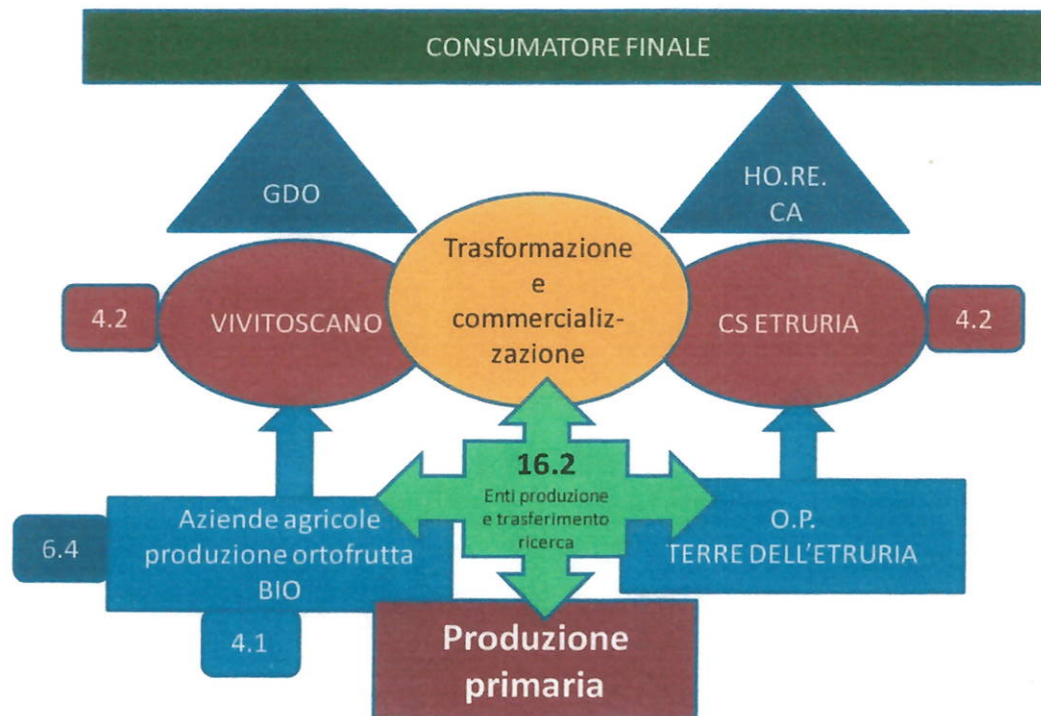 CONSUMATORE FINALE
GDO
HO.RE.
CA
Trasformazione
e
commercializ-
zazione
4.2
VIVITOSCANO
CS ETRURIA
4.2
16.2
Enti produzione
e trasferimento
ricerca
6.4
Aziende agricole
produzione ortofrutta
BIO
4.1
O.P.
TERRE DELL'ETRURIA
Produzione
primaria